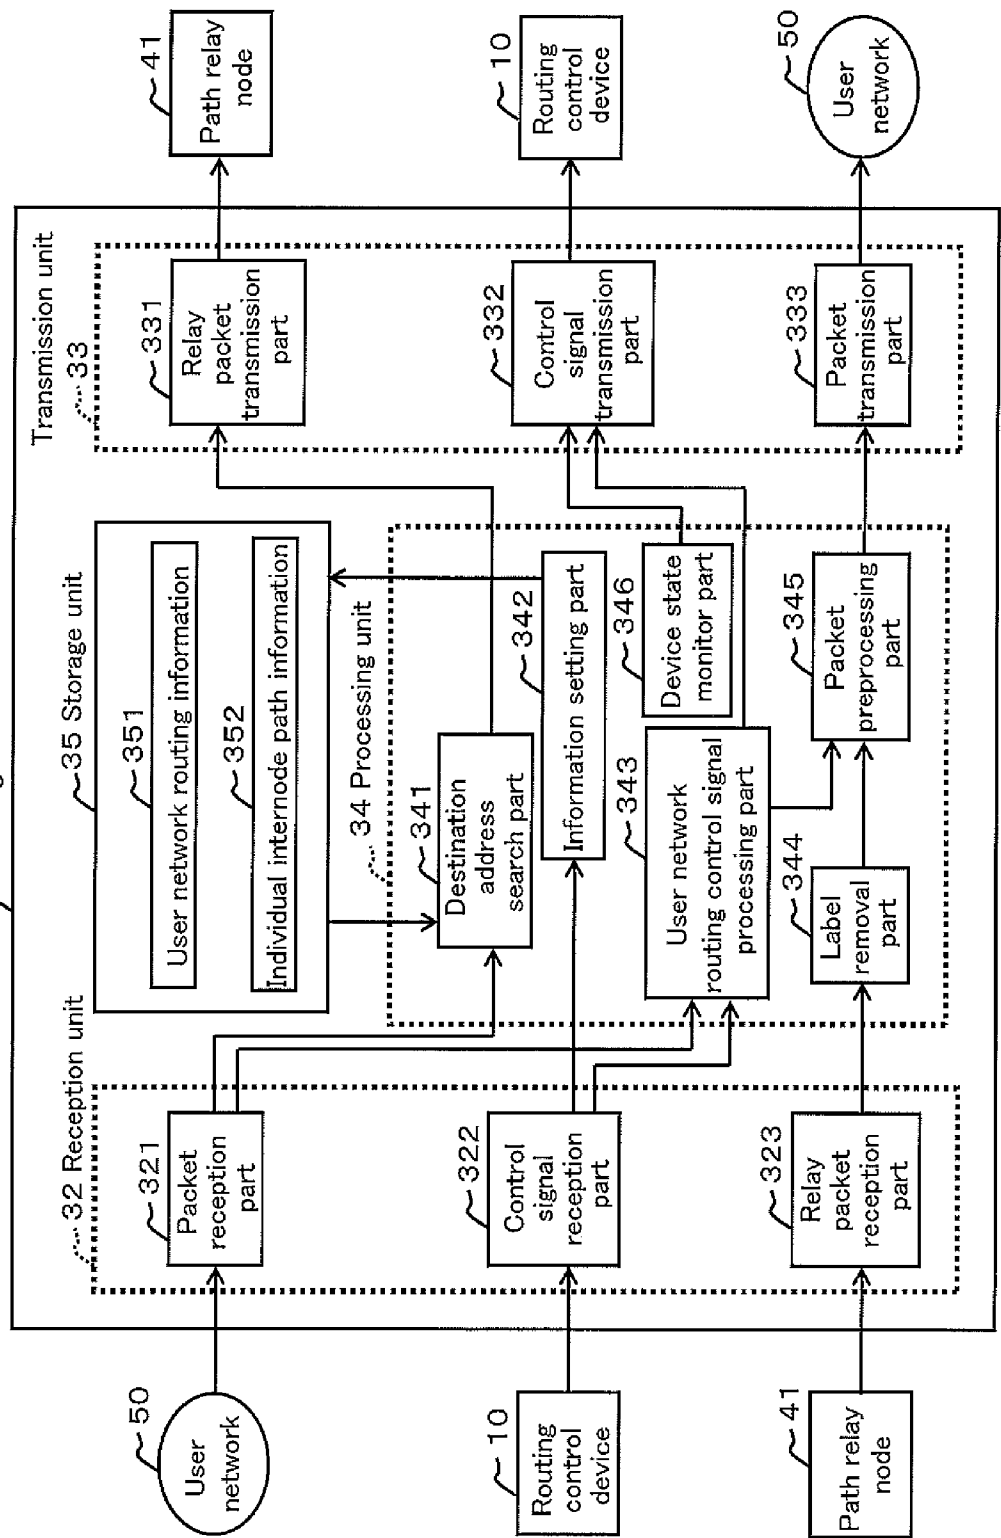 50
User
network
10
Routing
control
device
41
Path relay
node
32 Reception unit
321
Packet
reception
part
322
Control
signal
reception
part
323
Relay
packet
reception
part
35 Storage unit
351
User network routing information
352
Individual internode path information
34 Processing unit
341
Destination
address
search part
342
Information setting part
343
User network
routing control signal
processing part
346
Device state
monitor part
344
Label
removal
part
345
Packet
preprocessing
part
Transmission unit
33
331
Relay
packet
transmission
part
332
Control
signal
transmission
part
333
Packet
transmission
part
41
Path relay
node
10
Routing
control
device
50
User
network